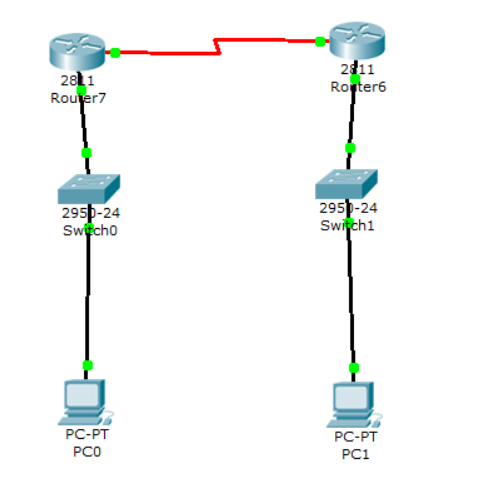 2811
Router7
2811
Router6
2950-24
Switch0
2950-24
Switch1
PC-PT
PC0
PC-PT
PC1